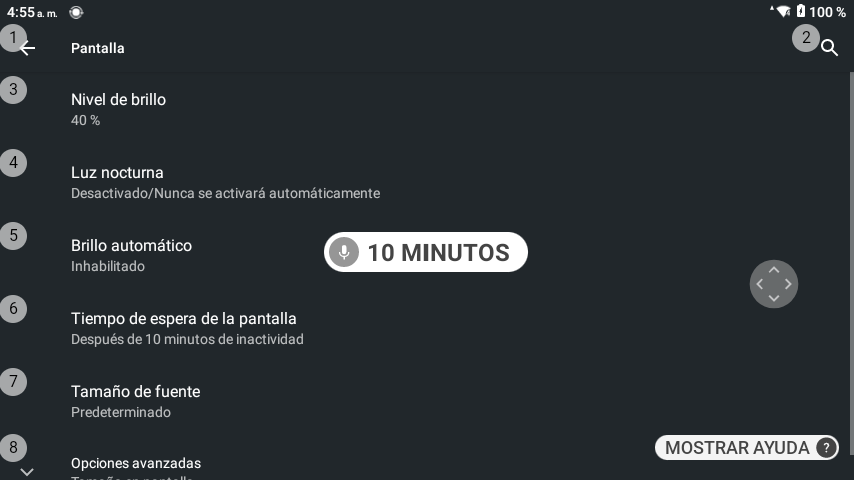 4:55 a. m.
100 %
1
Pantalla
2
3
Nivel de brillo
40 %
4
Luz nocturna
Desactivado/Nunca se activará automáticamente
5
Brillo automático
Inhabilitado
10 MINUTOS
6
Tiempo de espera de la pantalla
Después de 10 minutos de inactividad
7
Tamaño de fuente
Predeterminado
8
MOSTRAR AYUDA ?
Opciones avanzadas